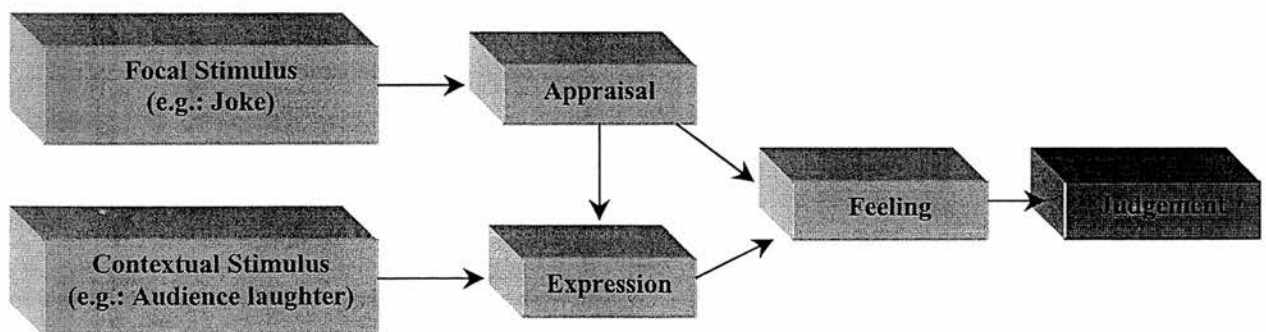 Focal Stimulus
(e.g.: Joke)
Appraisal
Feeling
Judgement
Contextual Stimulus
(e.g.: Audience laughter)
Expression